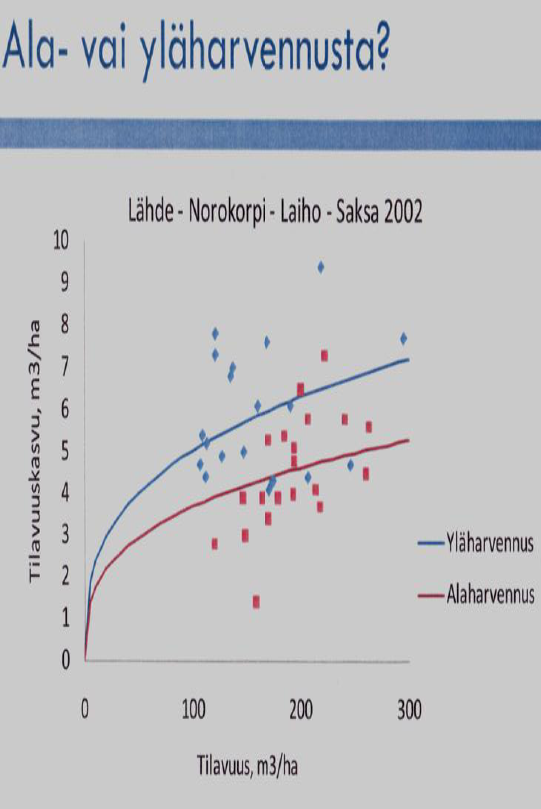 Ala- vai yläharvennusta?
Lähde - Norokorpi - Laiho - Saksa 2002
Tilavuuskasvu, m3/ha
10
9
8
7
6
5
4
3
2
1
0
0 100 200 300
Tilavuus, m3/ha
Yläharvennus
Alaharvennus